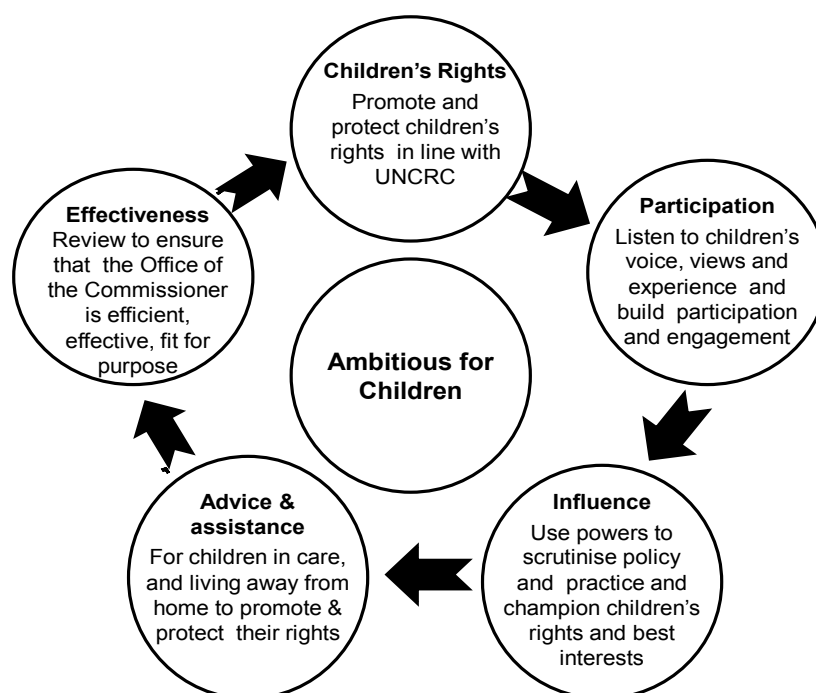 Children's Rights
Promote and
protect children's
rights in line with
UNCRC
Participation
Listen to children's
voice, views and
experience and
build participation
and engagement
Influence
Use powers to
scrutinise policy
and practice and
champion children's
rights and best
interests
Advice &
assistance
For children in care,
and living away from
home to promote &
protect their rights
Effectiveness
Review to ensure
that the Office of
the Commissioner
is efficient,
effective, fit for
purpose
Ambitious for
Children